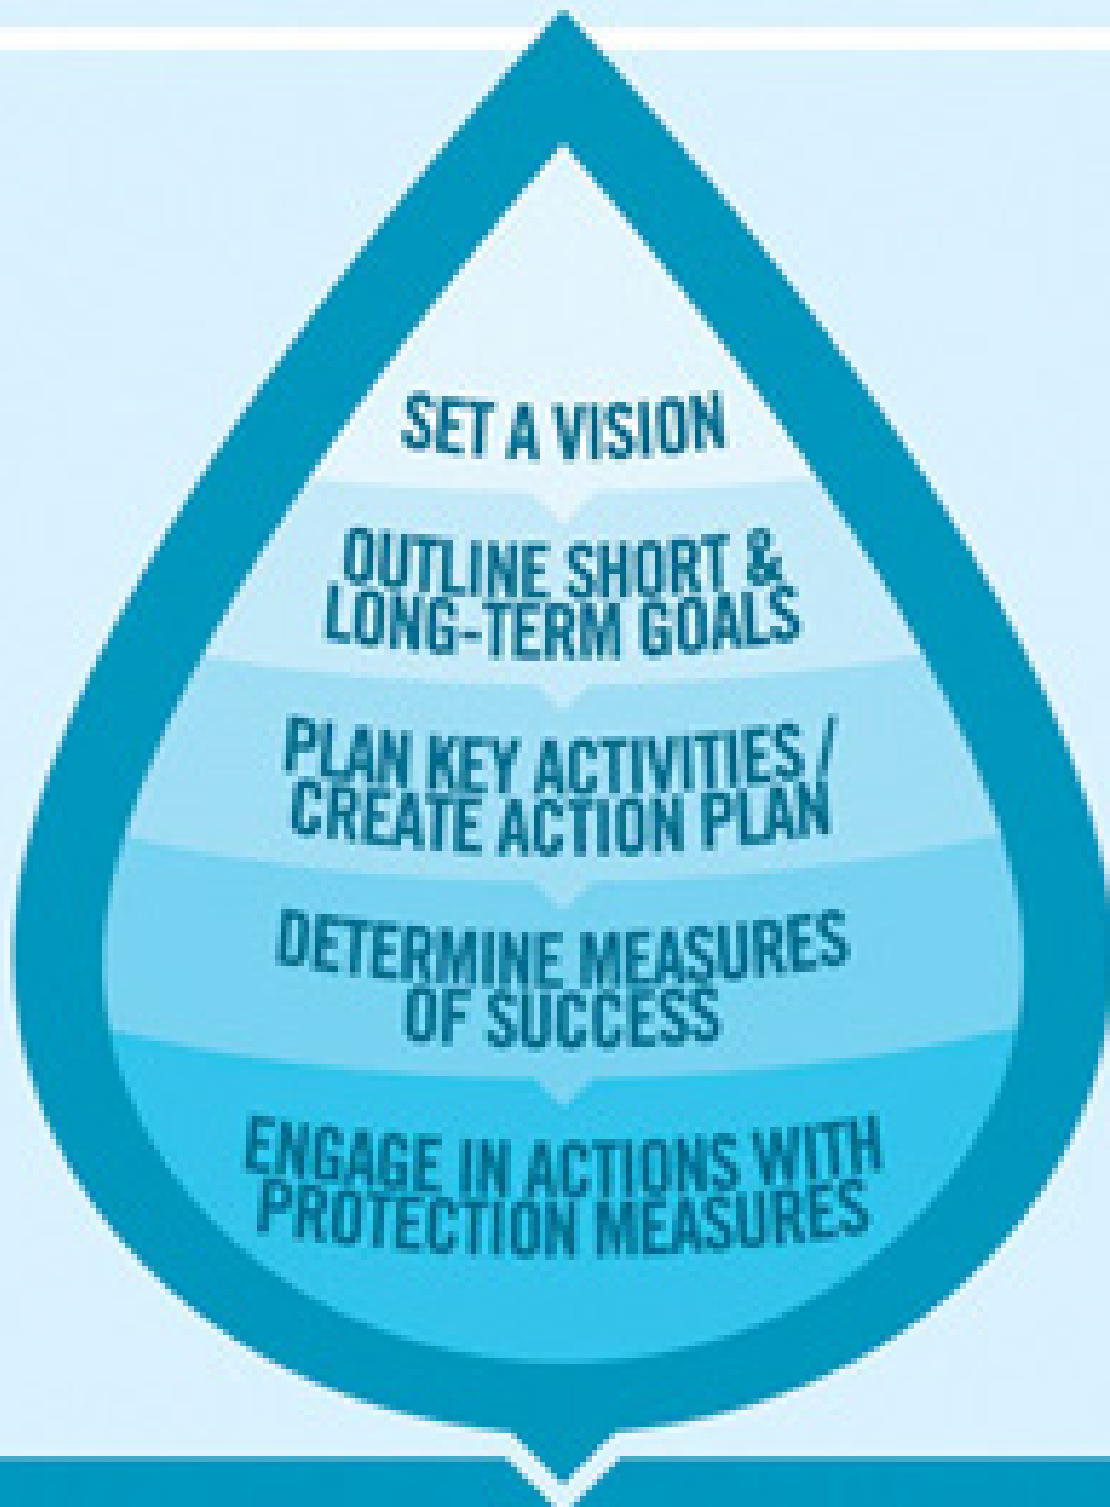 SET A VISION
OUTLINE SHORT &
LONG-TERM GOALS
PLAN KEY ACTIVITIES /
CREATE ACTION PLAN
DETERMINE MEASURES
OF SUCCESS
ENGAGE IN ACTIONS WITH
PROTECTION MEASURES